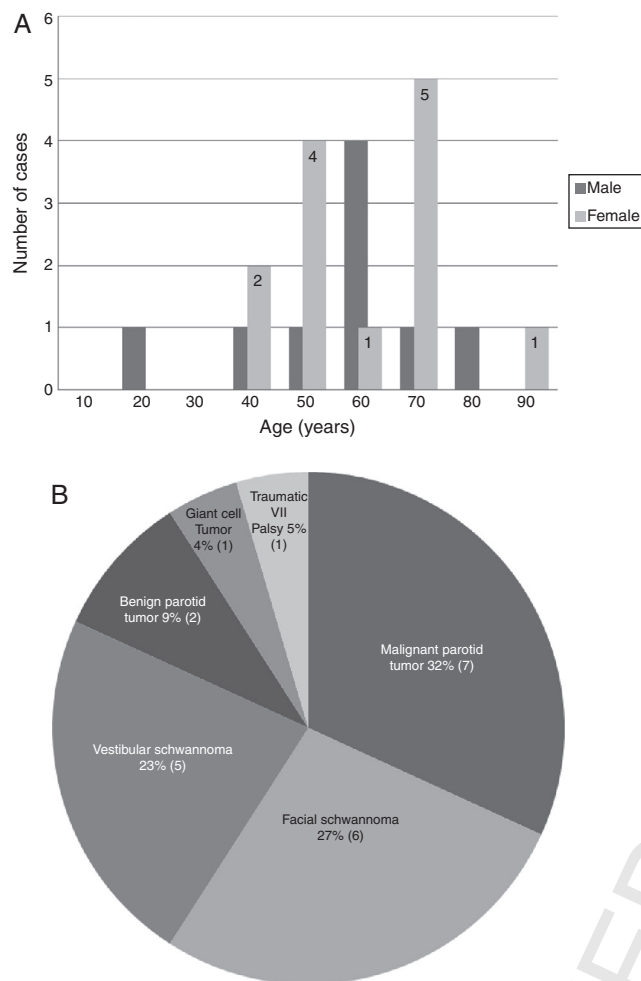 A
6
5
4
3
2
1
0
Number of cases
2
4
1
5
1
10 20 30 40 50 60 70 80 90
Age (years)
Male
Female
B
Traumatic
VII
Palsy 5%
(1)
Giant cell
Tumor
4% (1)
Benign parotid
tumor 9% (2)
Malignant parotid
tumor 32% (7)
Vestibular schwannoma
23% (5)
Facial schwannoma
27% (6)